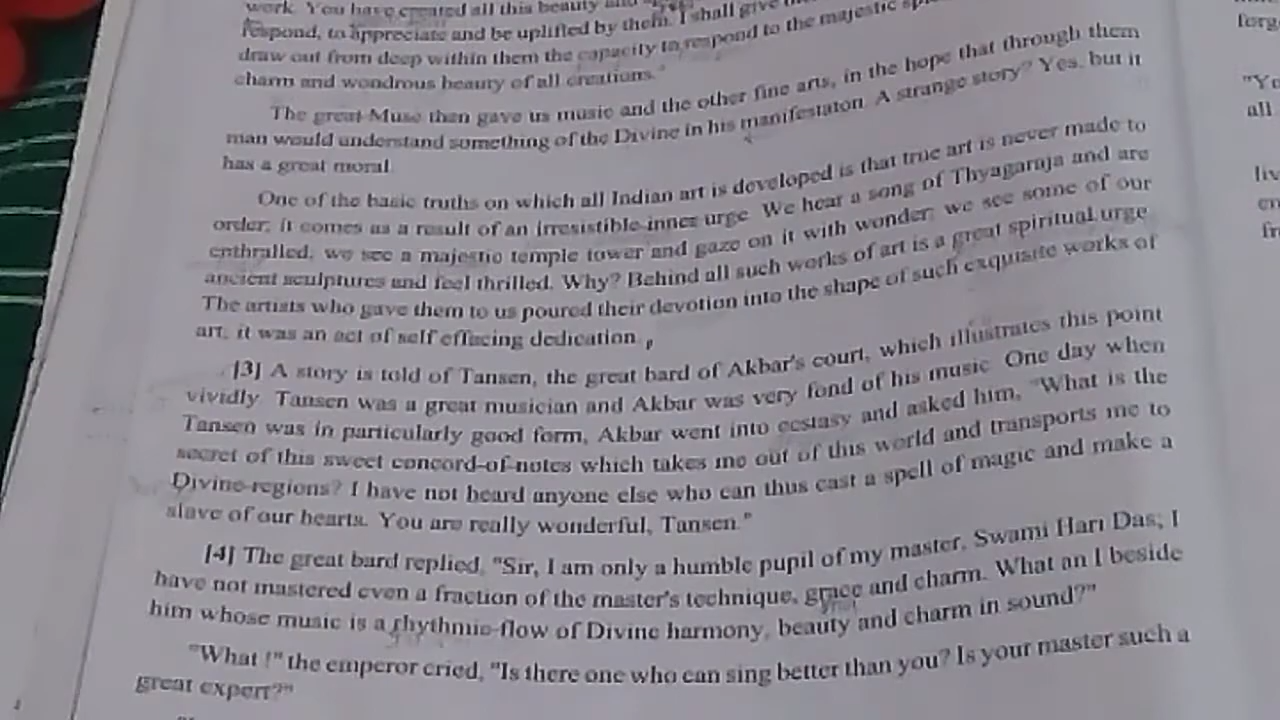 work. You have created all this beauty and
respond, to appreciate and be uplifted by them. I shall give
draw out from deep within them the capacity to respond to the majestic
charm and wondrous beauty of all creations."
The great Muse then gave us music and the other fine arts, in the hope that through them
man would understand something of the Divine in his manifestaton. A strange story? Yes, but it
has a great moral.
One of the basic truths on which all Indian art is developed is that true art is never made to
order; it comes as a result of an irresistible inner urge. We hear a song of Thyagaraja and are
enthralled, we see a majestic temple tower and gaze on it with wonder; we see some of our
ancient sculptures and feel thrilled. Why? Behind all such works of art is a great spiritual urge.
The artists who gave them to us poured their devotion into the shape of such exquisite works of
art; it was an act of self effacing dedication.
[3] A story is told of Tansen, the great bard of Akbar's court, which illustrates this point
vividly. Tansen was a great musician and Akbar was very fond of his music. One day when
Tansen was in particularly good form, Akbar went into ecstasy and asked him, "What is the
secret of this sweet concord-of-notes which takes me out of this world and transports me to
Divine-regions? I have not heard anyone else who can thus cast a spell of magic and make a
slave of our hearts. You are really wonderful, Tansen."
[4] The great bard replied, "Sir, I am only a humble pupil of my master, Swami Hari Das; I
have not mastered even a fraction of the master's technique, grace and charm. What an I beside
him whose music is a rhythmic-flow of Divine harmony, beauty and charm in sound?"
"What !" the emperor cried, "Is there one who can sing better than you? Is your master such a
great expert?"
forg
"Yo
all
liv
en
fr